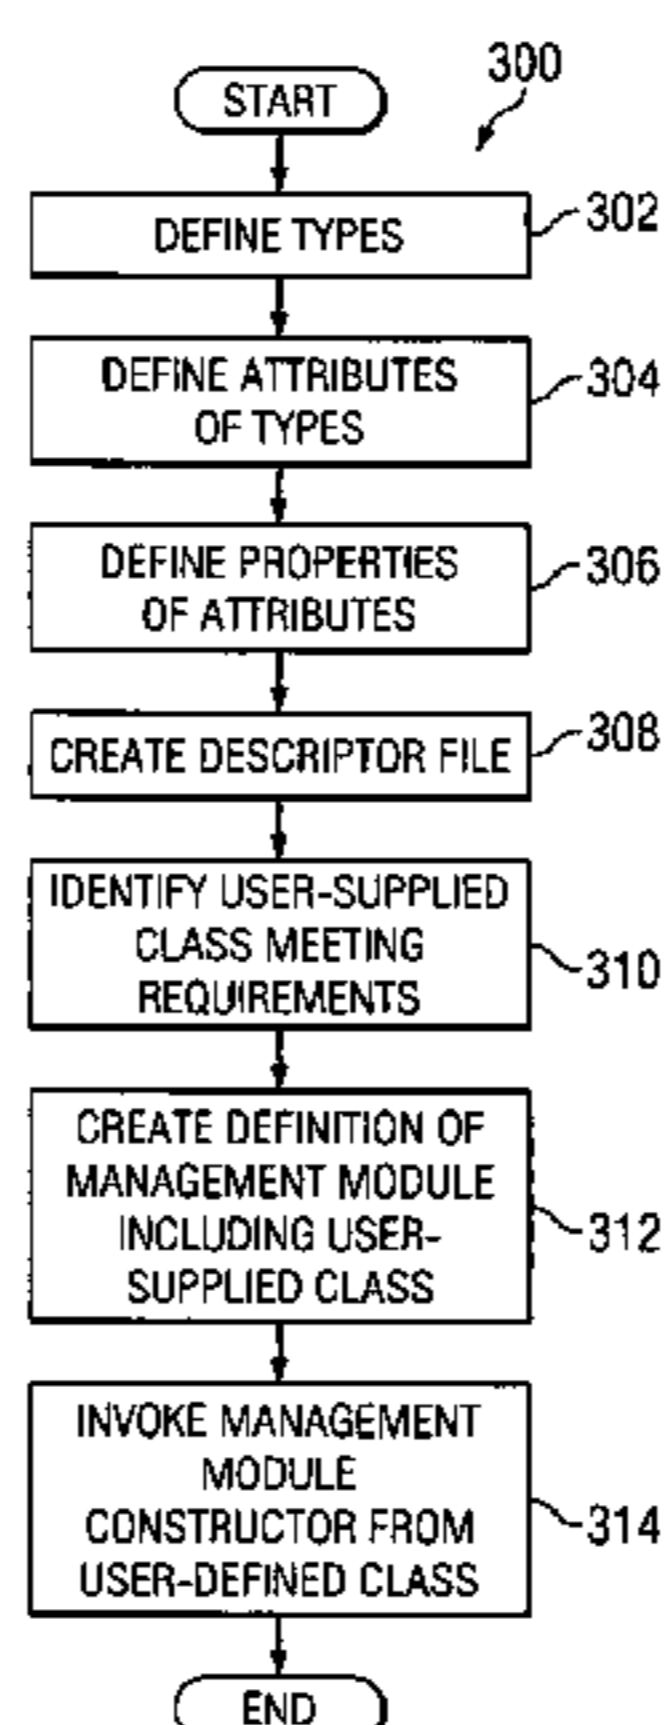 300
START
DEFINE TYPES
302
DEFINE ATTRIBUTES
OF TYPES
304
DEFINE PROPERTIES
OF ATTRIBUTES
306
CREATE DESCRIPTOR FILE
308
IDENTIFY USER-SUPPLIED
CLASS MEETING
REQUIREMENTS
310
CREATE DEFINITION OF
MANAGEMENT MODULE
INCLUDING USER-
SUPPLIED CLASS
312
INVOKE MANAGEMENT
MODULE
CONSTRUCTOR FROM
USER-DEFINED CLASS
314
END